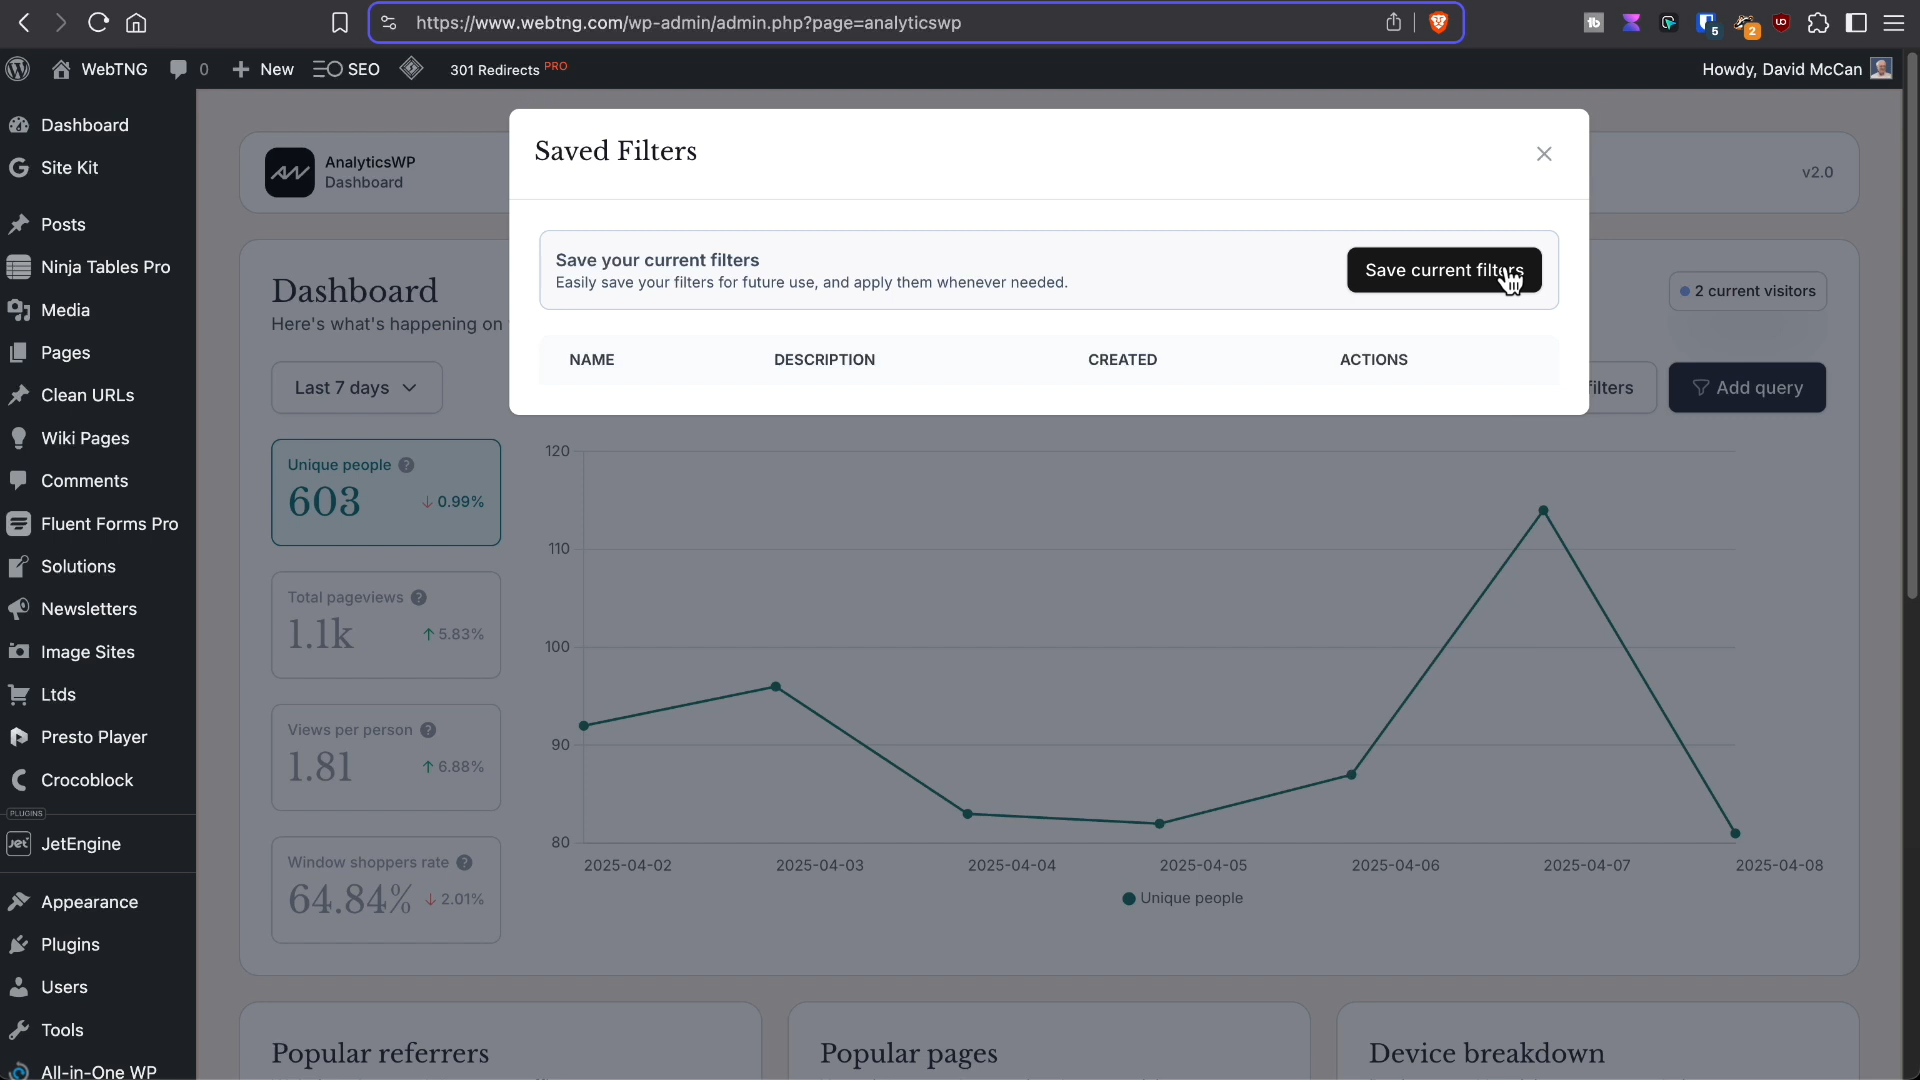 https://www.webtng.com/wp-admin/admin.php?page=analyticswp
5
2
WebTNG
0
New
SEO
301 Redirects PRO
Howdy, David McCan
Dashboard
Site Kit
Posts
Ninja Tables Pro
Media
Pages
Clean URLs
Wiki Pages
Comments
Fluent Forms Pro
Solutions
Newsletters
Image Sites
Ltds
Presto Player
Crocoblock
PLUGINS
Jet JetEngine
Appearance
Plugins
Users
Tools
All-in-One WP
AnalyticsWP
Dashboard
v2.0
Saved Filters
Save your current filters
Easily save your filters for future use, and apply them whenever needed.
Save current filters
NAME DESCRIPTION CREATED ACTIONS
Dashboard
Here's what's happening on
2 current visitors
Last 7 days
filters
Add query
Unique people ?
603
↓ 0.99%
Total pageviews ?
1.1k
↑ 5.83%
Views per person ?
1.81
↑ 6.88%
Window shoppers rate ?
64.84%
↓ 2.01%
120
110
100
90
80
2025-04-02 2025-04-03 2025-04-04 2025-04-05 2025-04-06 2025-04-07 2025-04-08
Unique people
Popular referrers
Popular pages
Device breakdown